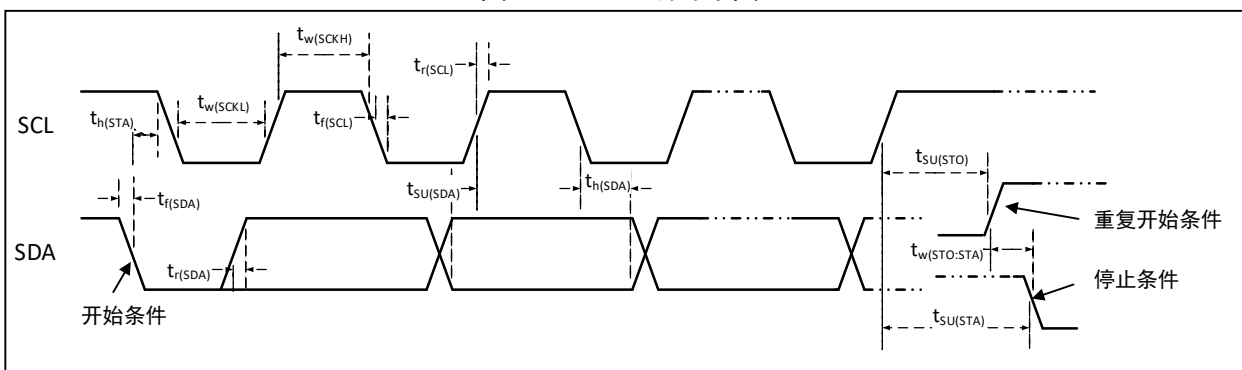 tw(SCKH)
tr(SCL)
SCL
th(STA)
tw(SCKL)
tf(SCL)
tSU(STO)
tSU(SDA)
th(SDA)
tf(SDA)
重复开始条件
SDA
tw(STO:STA)
tr(SDA)
停止条件
开始条件
tSU(STA)